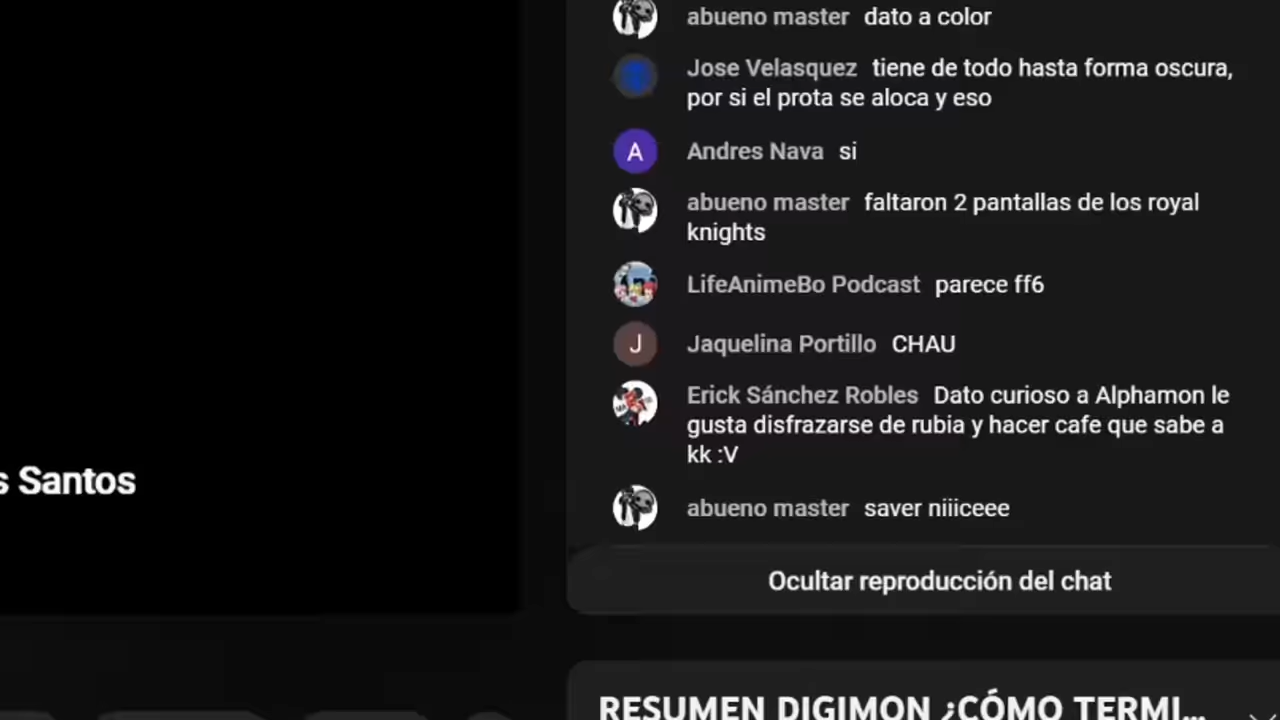 abueno master dato a color
Jose Velasquez tiene de todo hasta forma oscura,
por si el prota se aloca y eso
A
Andres Nava si
abueno master faltaron 2 pantallas de los royal
knights
LifeAnimeBo Podcast parece ff6
J
Jaquelina Portillo CHAU
Erick Sánchez Robles Dato curioso a Alphamon le
gusta disfrazarse de rubia y hacer cafe que sabe a
kk :V
s Santos
abueno master saver niiiceee
Ocultar reproducción del chat
RESUMEN DIGIMON ¿CÓMO TERMI...